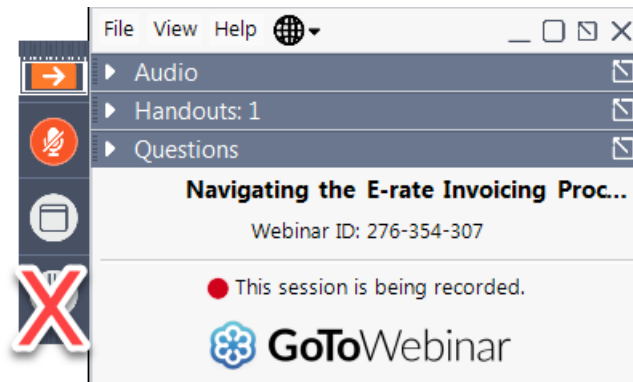 File View Help
Audio
Handouts: 1
Questions
Navigating the E-rate Invoicing Proc...
Webinar ID: 276-354-307
This session is being recorded.
GoToWebinar